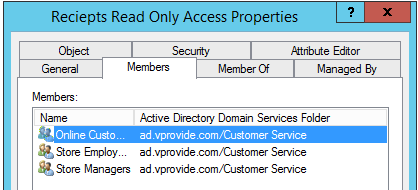 Reciepts Read Only Access Properties ? x
Object Security Attribute Editor
General Members Member Of Managed By
Members:
Name Active Directory Domain Services Folder
Online Custo... ad.vprovide.com/Customer Service
Store Employ... ad.vprovide.com/Customer Service
Store Managers ad.vprovide.com/Customer Service